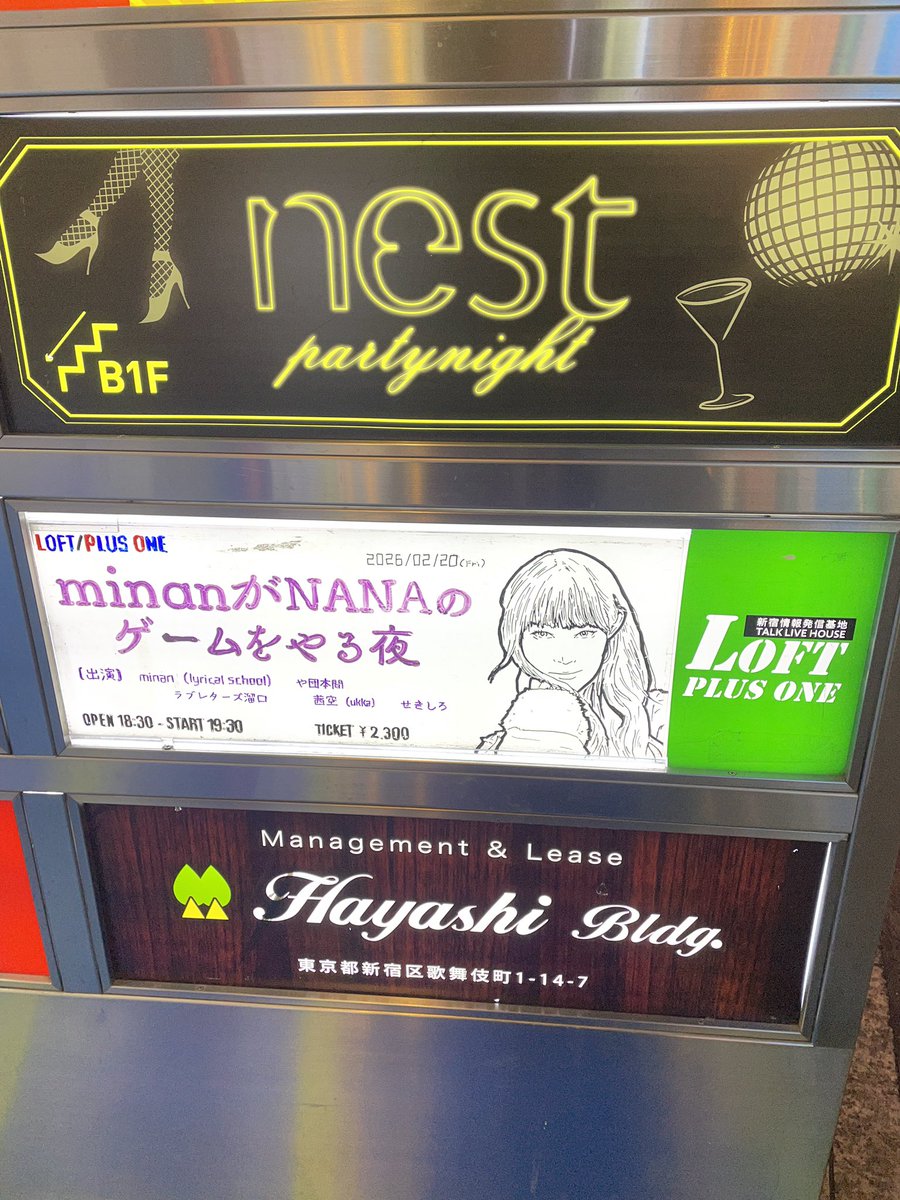 nest
partynight
B1F
LOFT/PLUS ONE
2026/02/20(Fri)
minanがNANAの
ゲームをやる夜
【出演】 minan (lyrical school) や団本間
ラブレターズ溜口 茜空 (ukka) せきしろ
OPEN 18:30 - START 19:30 TICKET ¥2,300
新宿情報発信基地
TALK LIVE HOUSE
LOFT
PLUS ONE
Management & Lease
Hayashi Bldg.
東京都新宿区歌舞伎町1-14-7